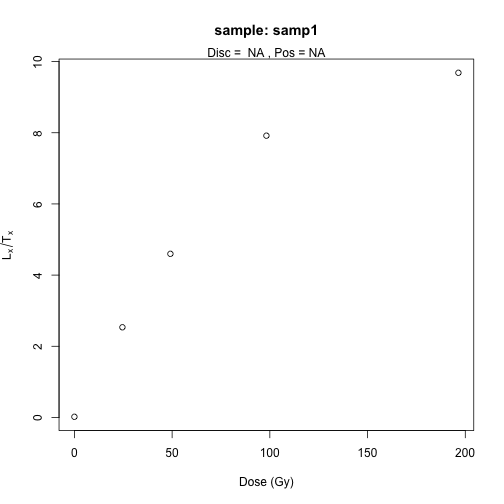 sample: samp1
Disc =  NA , Pos = NA
10
8
6
4
2
0
Lx/Tx
0 50 100 150 200
Dose (Gy)